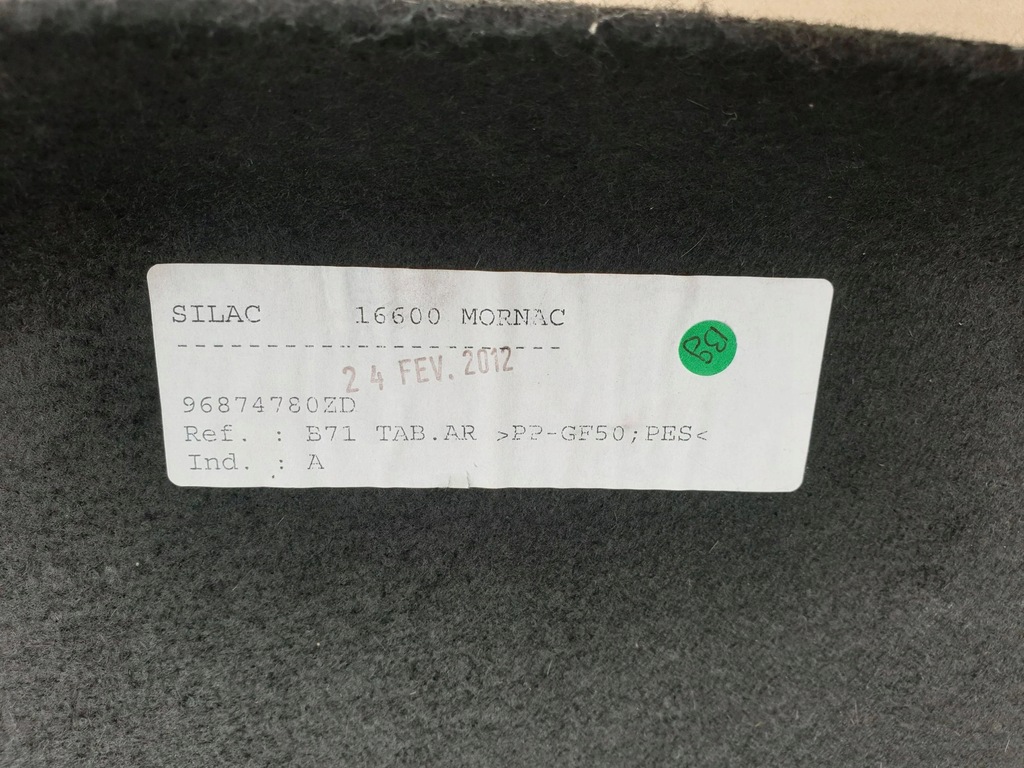 SILAC 16600 MORNAC
---------------------
24 FEV. 2012
96874780ZD
Ref. : B71 TAB.AR >PP-GF50;PES<
Ind. : A